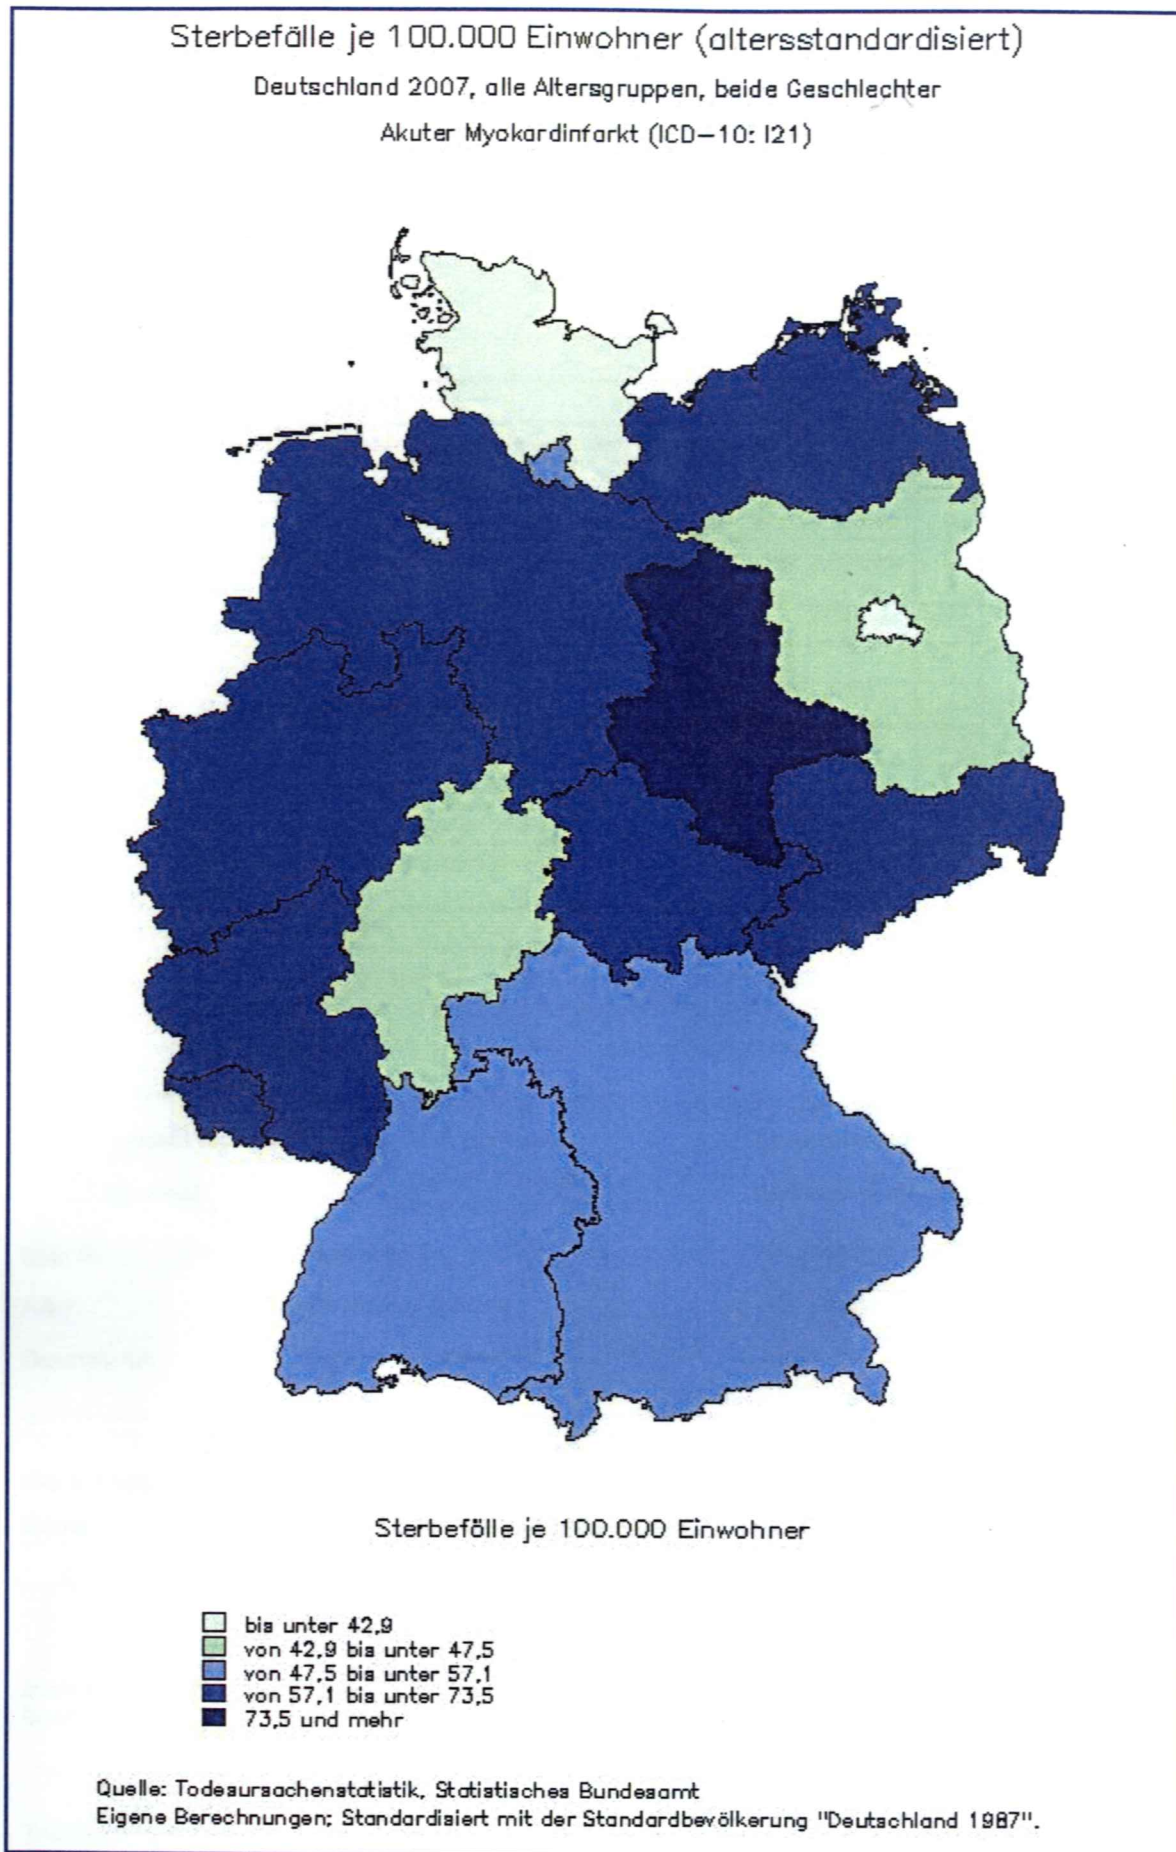 Sterbefälle je 100.000 Einwohner (altersstandardisiert)
Deutschland 2007, alle Altersgruppen, beide Geschlechter
Akuter Myokardinfarkt (ICD-10: I21)
Sterbefälle je 100.000 Einwohner
bis unter 42,9
von 42,9 bis unter 47,5
von 47,5 bis unter 57,1
von 57,1 bis unter 73,5
73,5 und mehr
Quelle: Todesursachenstatistik, Statistisches Bundesamt
Eigene Berechnungen; Standardisiert mit der Standardbevölkerung "Deutschland 1987".